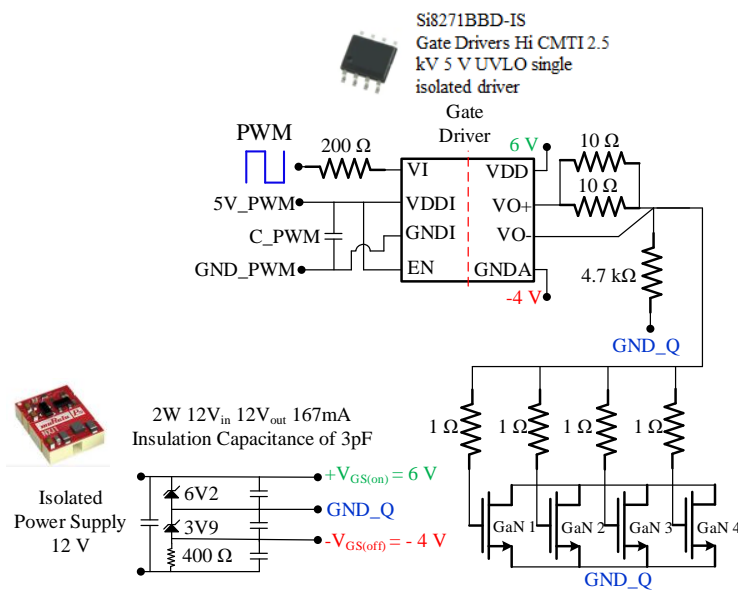 Si8271BBD-IS
Gate Drivers Hi CMTI 2.5
kV 5 V UVLO single
isolated driver
Gate
Driver
PWM
200 Ω
6 V
10 Ω
10 Ω
VI
VDD
5V_PWM
VDDI
VO+
C_PWM
GNDI
VO-
GND_PWM
EN
GNDA
-4 V
4.7 kΩ
GND_Q
2W 12Vin 12Vout 167mA
Insulation Capacitance of 3pF
1 Ω
1 Ω
1 Ω
1 Ω
Isolated
Power Supply
12 V
6V2
3V9
400 Ω
+VGS(on) = 6 V
GND_Q
-VGS(off) = - 4 V
GaN 1
GaN 2
GaN 3
GaN 4
GND_Q